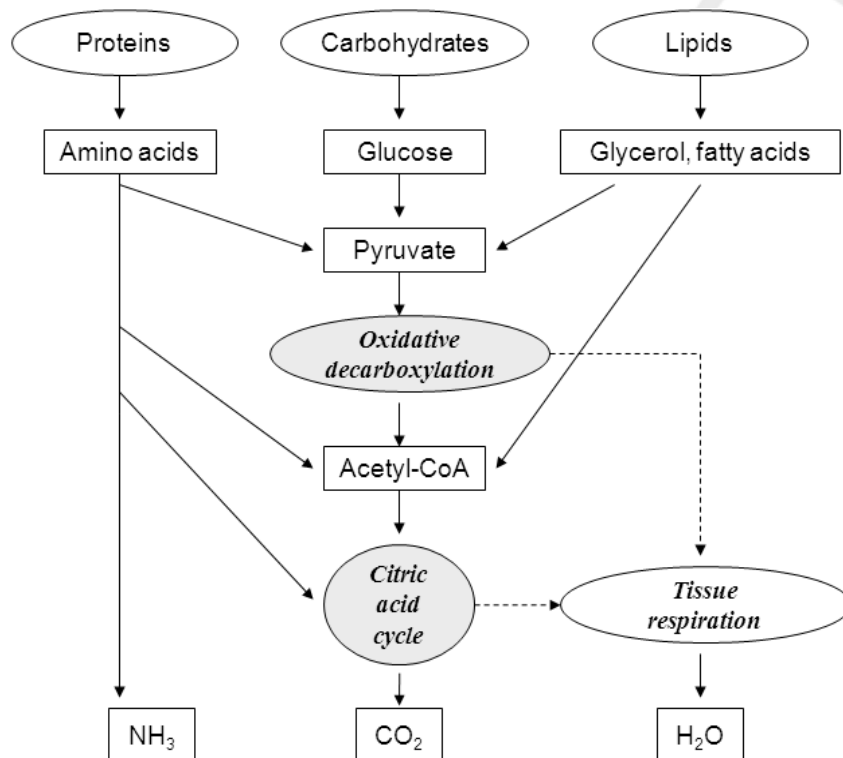 Proteins
Carbohydrates
Lipids
Amino acids
Glucose
Glycerol, fatty acids
Pyruvate
Oxidative
decarboxylation
Acetyl-CoA
Citric
acid
cycle
Tissue
respiration
NH₃
CO₂
H₂O